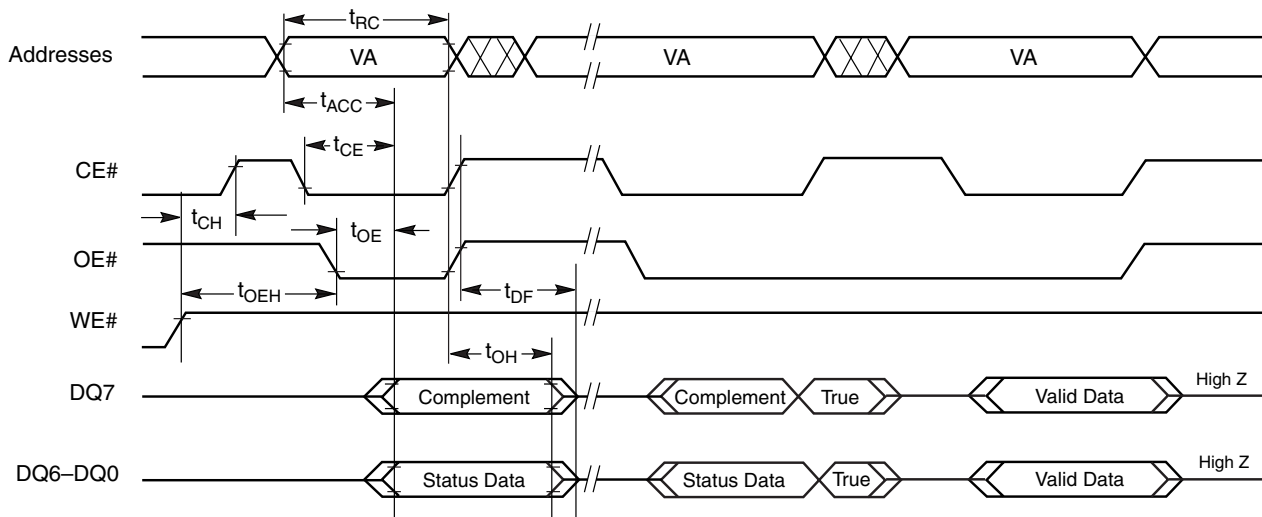 tRC
Addresses VA VA VA
tACC
tCE
CE#
tCH tOE
OE#
tOEH tDF
WE#
tOH
DQ7 Complement Complement True Valid Data High Z
DQ6–DQ0 Status Data Status Data True Valid Data High Z